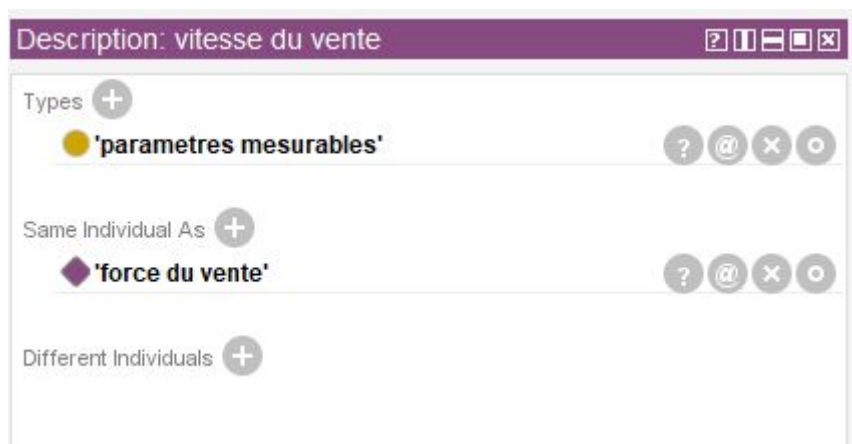 Description: vitesse du vente
Types
'parametres mesurables'
Same Individual As
'force du vente'
Different Individuals